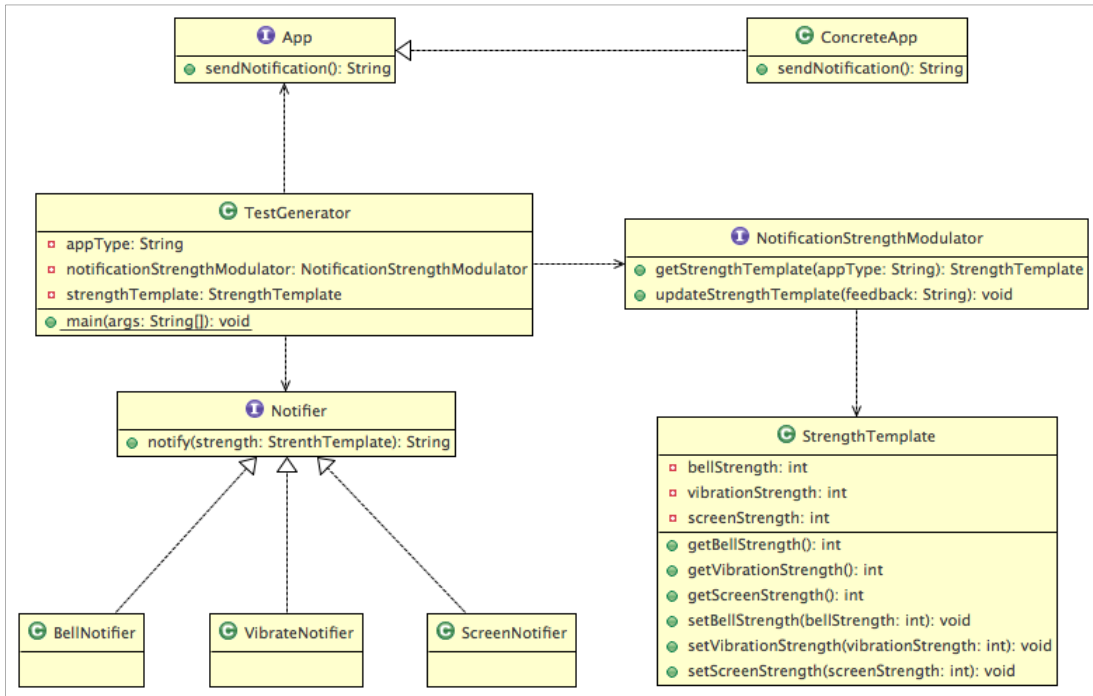 I App
sendNotification(): String
C ConcreteApp
sendNotification(): String
C TestGenerator
appType: String
notificationStrengthModulator: NotificationStrengthModulator
strengthTemplate: StrengthTemplate
main(args: String[]): void
I NotificationStrengthModulator
getStrengthTemplate(appType: String): StrengthTemplate
updateStrengthTemplate(feedback: String): void
I Notifier
notify(strength: StrenthTemplate): String
C StrengthTemplate
bellStrength: int
vibrationStrength: int
screenStrength: int
getBellStrength(): int
getVibrationStrength(): int
getScreenStrength(): int
setBellStrength(bellStrength: int): void
setVibrationStrength(vibrationStrength: int): void
setScreenStrength(screenStrength: int): void
C BellNotifier
C VibrateNotifier
C ScreenNotifier